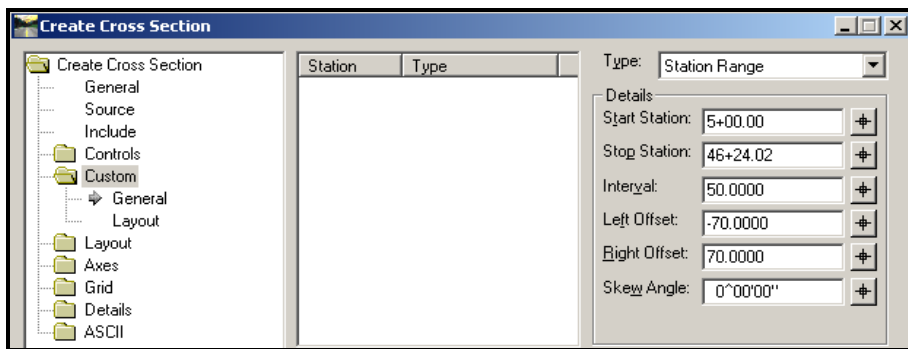 Create Cross Section
Create Cross Section
General
Source
Include
Controls
Custom
General
Layout
Layout
Axes
Grid
Details
ASCII
Station Type
Type: Station Range
Details
Start Station: 5+00.00
Stop Station: 46+24.02
Interval: 50.0000
Left Offset: -70.0000
Right Offset: 70.0000
Skew Angle: 0^00'00"